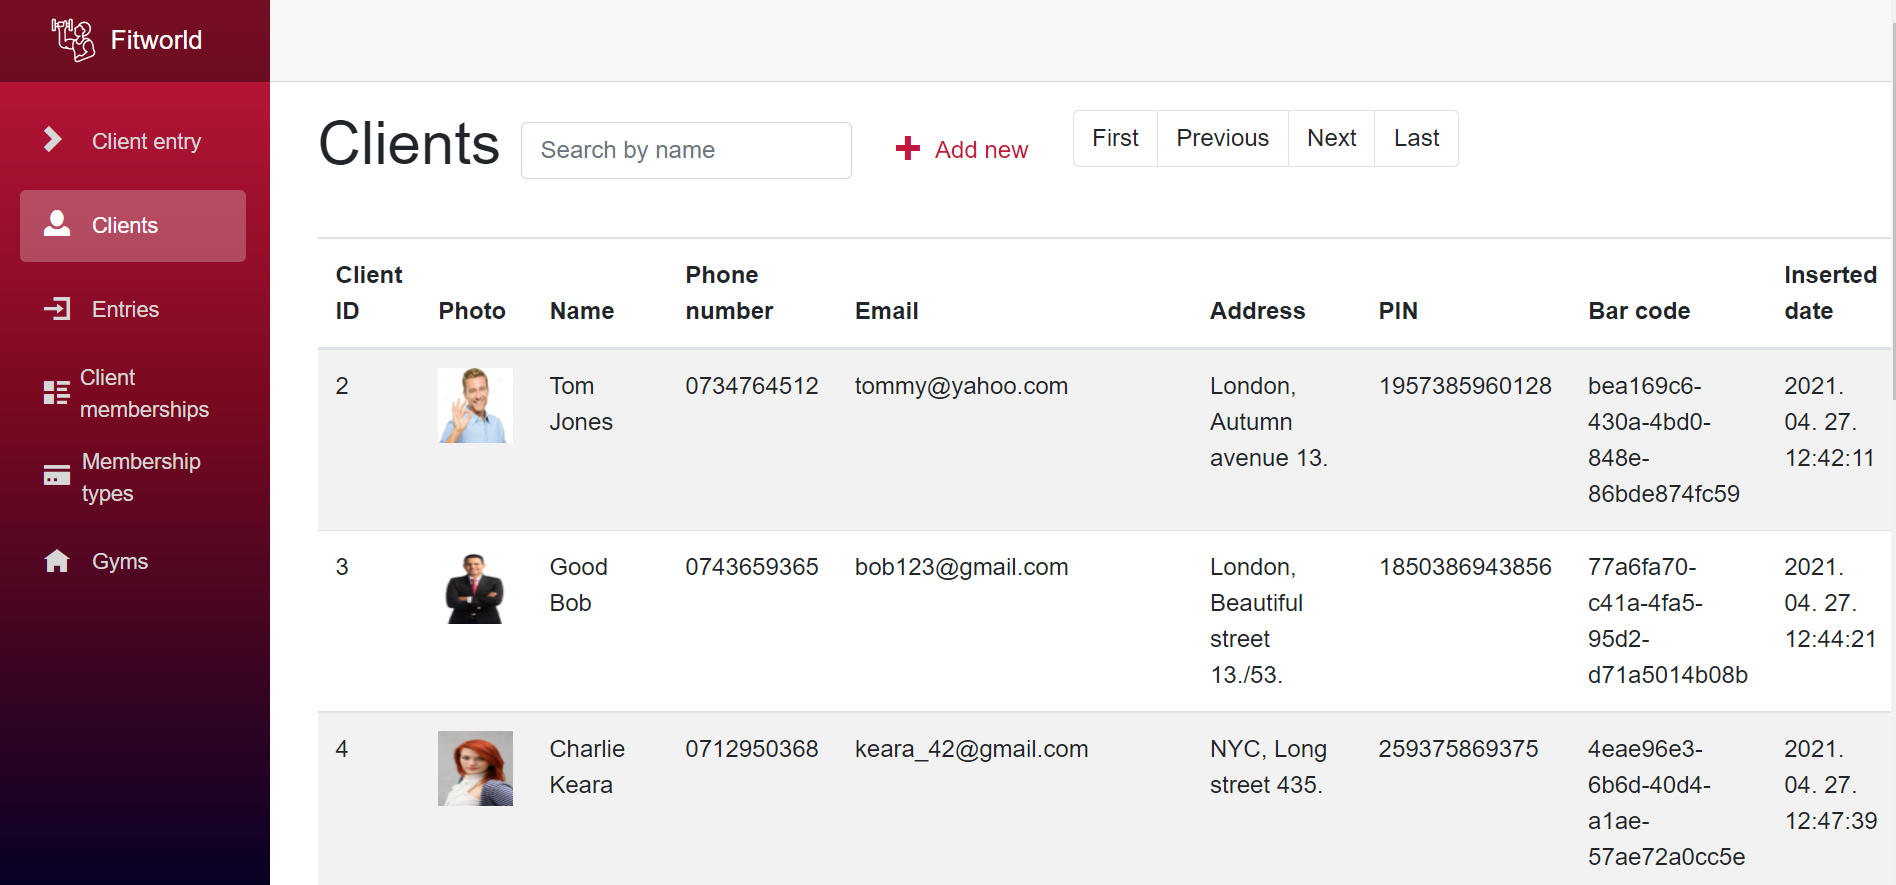 Fitworld
Client entry
Clients
Entries
Client
memberships
Membership
types
Gyms
Clients
Search by name
Add new
First Previous Next Last
Client
ID
Photo
Name
Phone
number
Email
Address
PIN
Bar code
Inserted
date
2
Tom
Jones
0734764512
tommy@yahoo.com
London,
Autumn
avenue 13.
1957385960128
bea169c6-
430a-4bd0-
848e-
86bde874fc59
2021.
04. 27.
12:42:11
3
Good
Bob
0743659365
bob123@gmail.com
London,
Beautiful
street
13./53.
1850386943856
77a6fa70-
c41a-4fa5-
95d2-
d71a5014b08b
2021.
04. 27.
12:44:21
4
Charlie
Keara
0712950368
keara_42@gmail.com
NYC, Long
street 435.
259375869375
4eae96e3-
6b6d-40d4-
a1ae-
57ae72a0cc5e
2021.
04. 27.
12:47:39